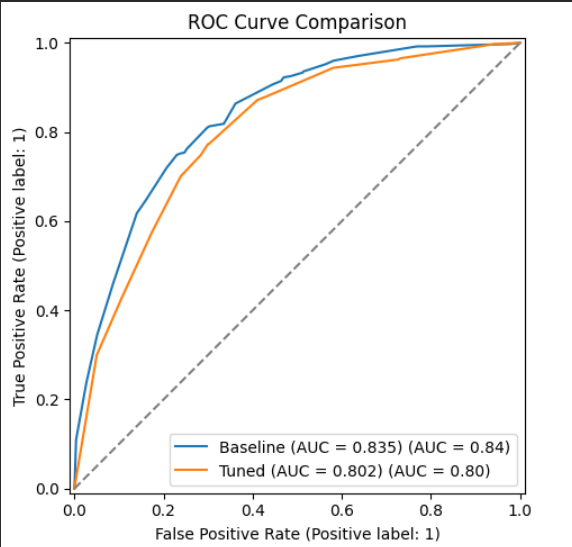 ROC Curve Comparison
1.0
0.8
0.6
0.4
0.2
0.0
True Positive Rate (Positive label: 1)
Baseline (AUC = 0.835) (AUC = 0.84)
Tuned (AUC = 0.802) (AUC = 0.80)
0.0 0.2 0.4 0.6 0.8 1.0
False Positive Rate (Positive label: 1)